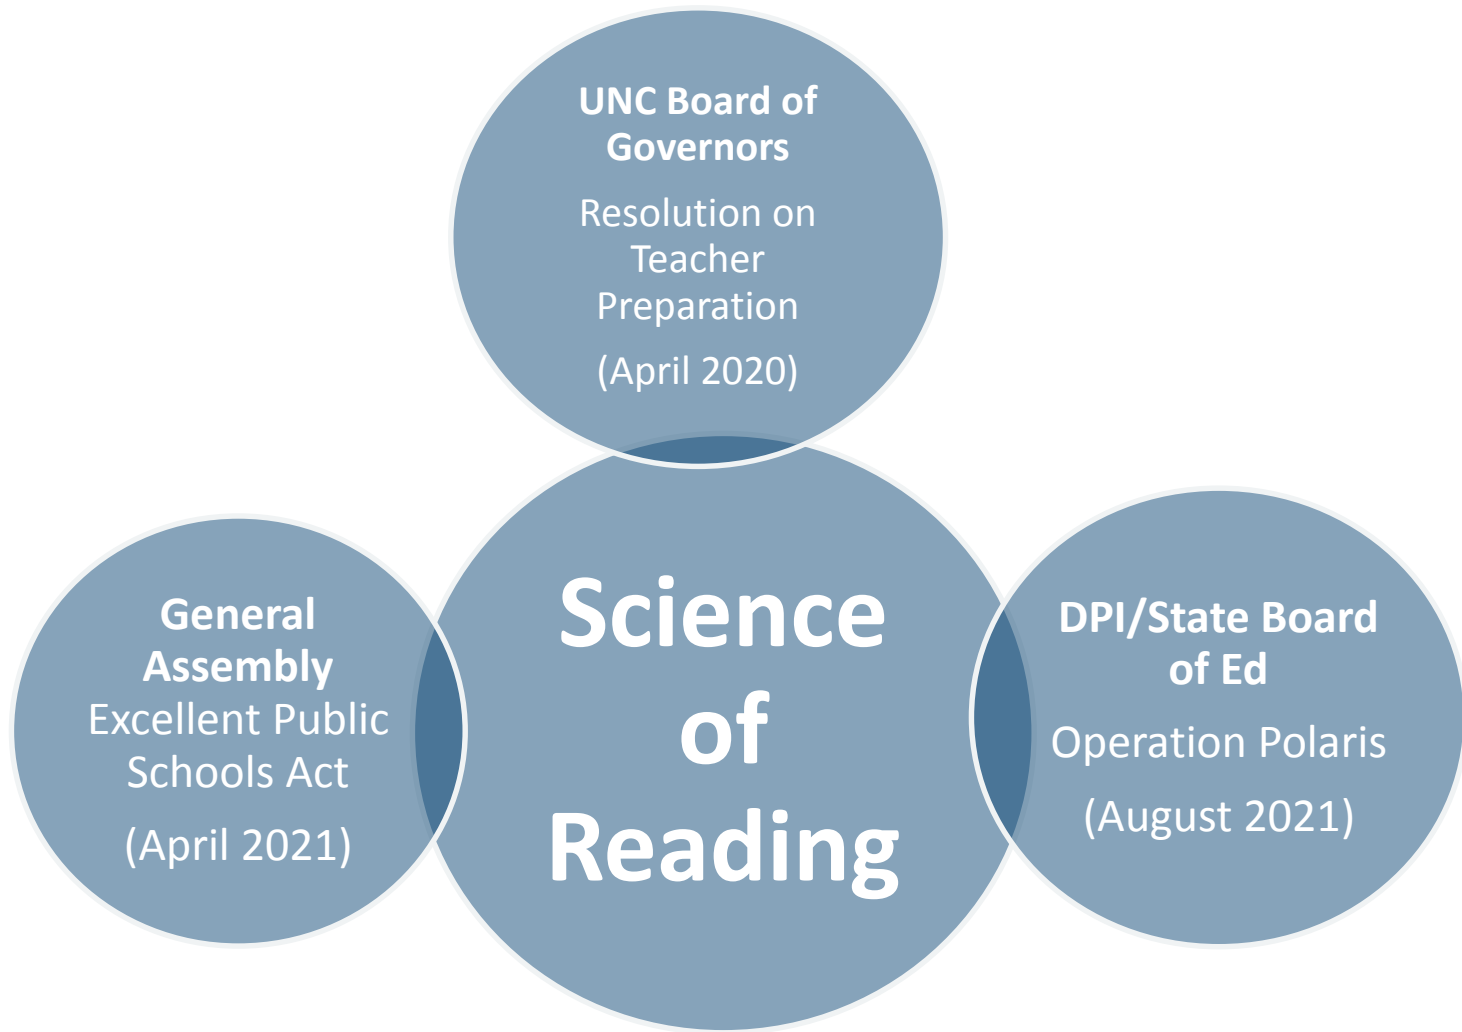 UNC Board of
Governors
Resolution on
Teacher
Preparation
(April 2020)
General
Assembly
Excellent Public
Schools Act
(April 2021)
Science
of
Reading
DPI/State Board
of Ed
Operation Polaris
(August 2021)